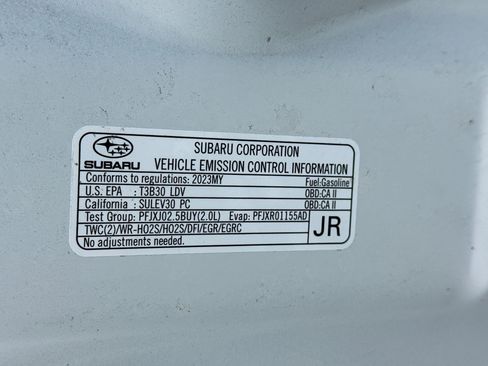 SUBARU CORPORATION
SUBARU VEHICLE EMISSION CONTROL INFORMATION
Conforms to regulations: 2023MY Fuel:Gasoline
U.S. EPA : T3B30 LDV OBD:CA II
California : SULEV30 PC OBD:CA II
Test Group: PFJXJ02.5BUY(2.0L) Evap: PFJXR01155AD
TWC(2)/WR-HO2S/HO2S/DFI/EGR/EGRC JR
No adjustments needed.